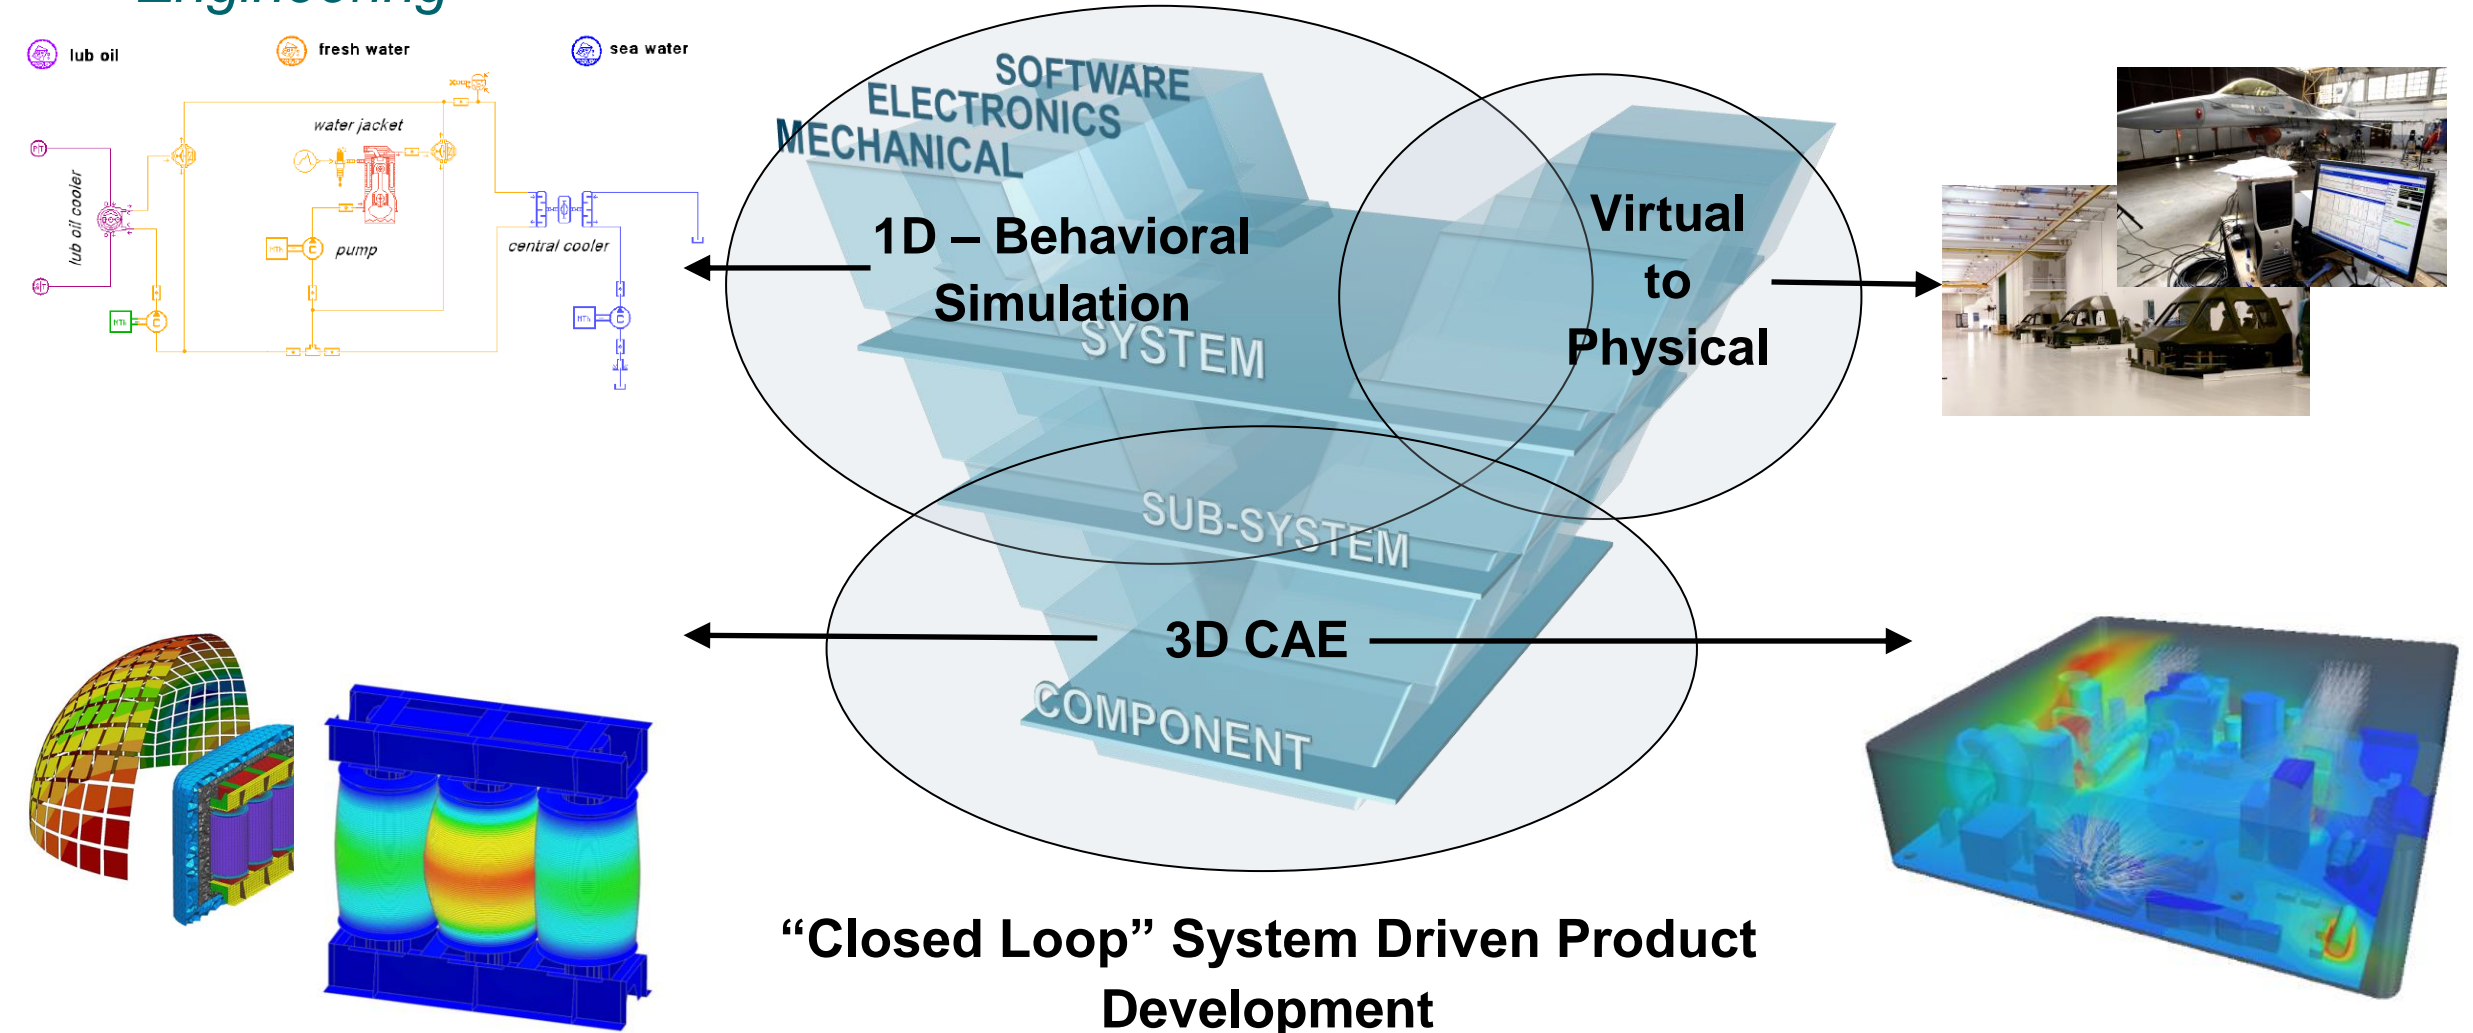 Engineering
lub oil
fresh water
sea water
water jacket
lub oil cooler
pump
central cooler
SOFTWARE
ELECTRONICS
MECHANICAL
1D – Behavioral
Simulation
Virtual
to
Physical
SYSTEM
SUB-SYSTEM
3D CAE
COMPONENT
“Closed Loop” System Driven Product
Development